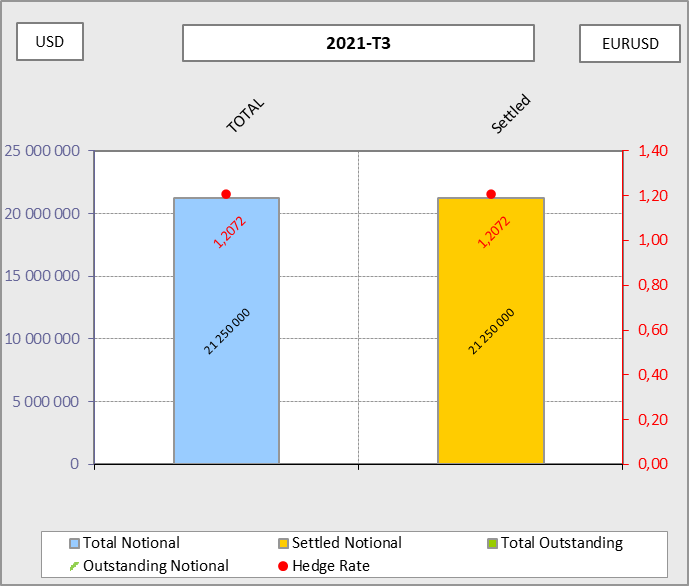 USD
2021-T3
EURUSD
TOTAL
Settled
25 000 000
20 000 000
15 000 000
10 000 000
5 000 000
0
1,40
1,20
1,00
0,80
0,60
0,40
0,20
0,00
1,2072
1,2072
21 250 000
21 250 000
Total Notional
Settled Notional
Total Outstanding
Outstanding Notional
Hedge Rate